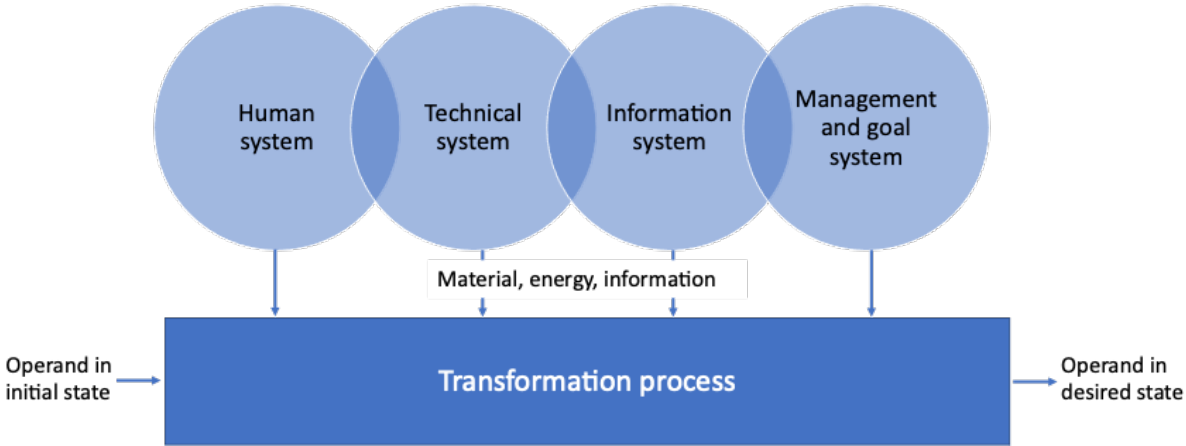 Human
system
Technical
system
Information
system
Management
and goal
system
Material, energy, information
Operand in
initial state
Transformation process
Operand in
desired state